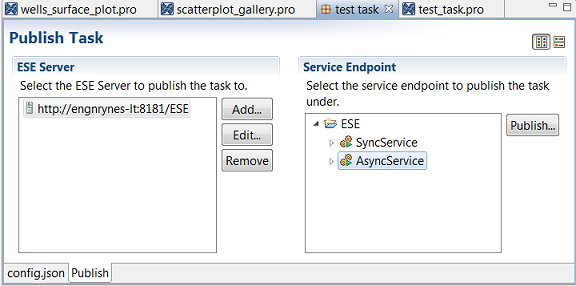 wells_surface_plot.pro
scatterplot_gallery.pro
test task
test_task.pro
Publish Task
ESE Server
Select the ESE Server to publish the task to.
http://engnrynes-lt:8181/ESE
Add...
Edit...
Remove
Service Endpoint
Select the service endpoint to publish the task
under.
ESE
SyncService
AsyncService
Publish...
config.json
Publish